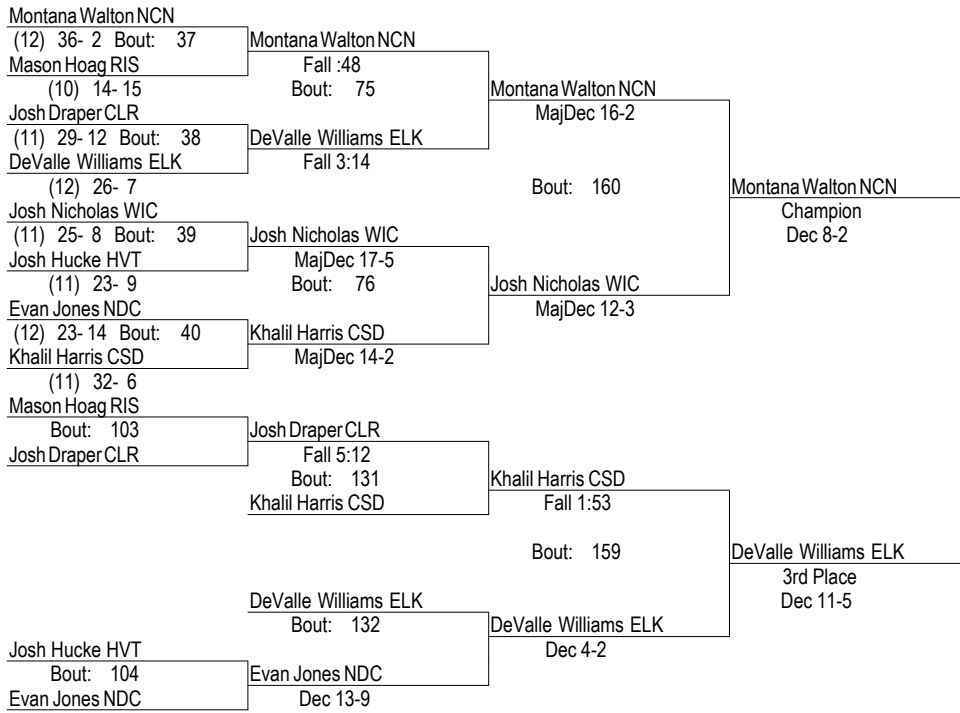 Montana Walton NCN
(12) 36- 2 Bout: 37
Montana Walton NCN
Mason Hoag RIS
Fall :48
(10) 14- 15
Bout: 75
Montana Walton NCN
Josh Draper CLR
MajDec 16-2
(11) 29- 12 Bout: 38
DeValle Williams ELK
DeValle Williams ELK
Fall 3:14
(12) 26- 7
Bout: 160
Montana Walton NCN
Josh Nicholas WIC
Champion
(11) 25- 8 Bout: 39
Josh Nicholas WIC
Dec 8-2
Josh Hucke HVT
MajDec 17-5
(11) 23- 9
Bout: 76
Josh Nicholas WIC
Evan Jones NDC
MajDec 12-3
(12) 23- 14 Bout: 40
Khalil Harris CSD
Khalil Harris CSD
MajDec 14-2
(11) 32- 6
Mason Hoag RIS
Bout: 103
Josh Draper CLR
Josh Draper CLR
Fall 5:12
Bout: 131
Khalil Harris CSD
Khalil Harris CSD
Fall 1:53
Bout: 159
DeValle Williams ELK
3rd Place
DeValle Williams ELK
Dec 11-5
Bout: 132
DeValle Williams ELK
Josh Hucke HVT
Dec 4-2
Bout: 104
Evan Jones NDC
Evan Jones NDC
Dec 13-9